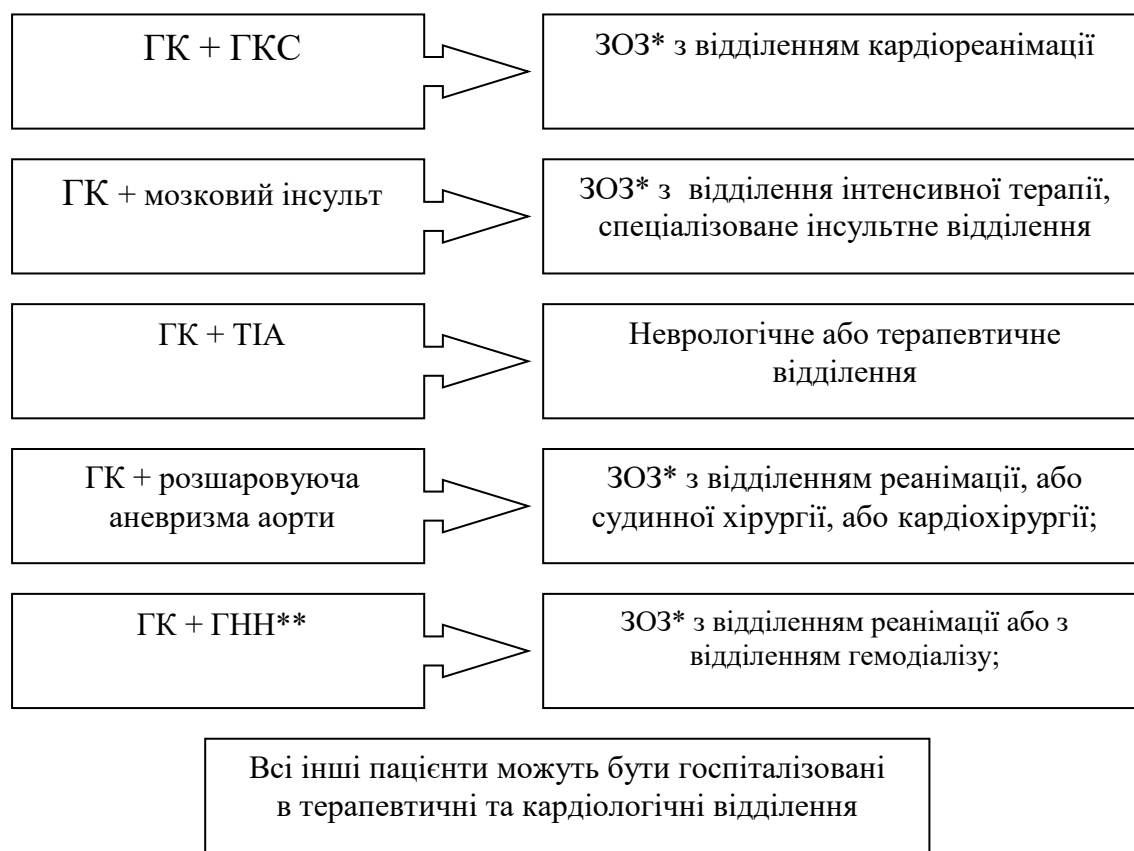 ГК + ГКС
ЗОЗ* з відділенням кардіореанімації
ГК + мозковий інсульт
ЗОЗ* з відділення інтенсивної терапії,
спеціалізоване інсультне відділення
ГК + ТІА
Неврологічне або терапевтичне
відділення
ГК + розшаровуюча
аневризма аорти
ЗОЗ* з відділенням реанімації, або
судинної хірургії, або кардіохірургії;
ГК + ГНН**
ЗОЗ* з відділенням реанімації або з
відділенням гемодіалізу;
Всі інші пацієнти можуть бути госпіталізовані
в терапевтичні та кардіологічні відділення